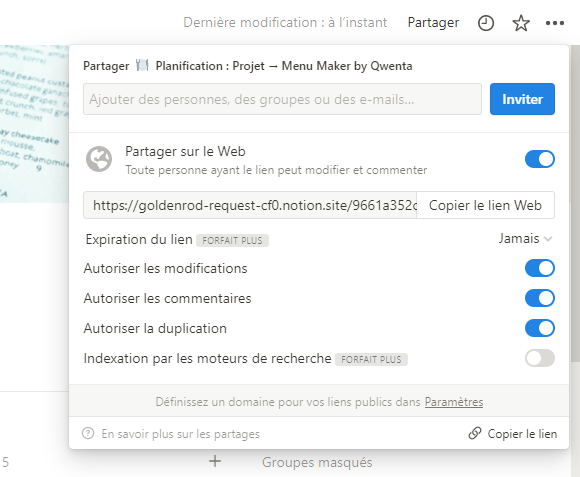 Dernière modification : à l'instant Partager
Partager Planification : Projet → Menu Maker by Qwenta
Ajouter des personnes, des groupes ou des e-mails...
Inviter
Partager sur le Web
Toute personne ayant le lien peut modifier et commenter
https://goldenrod-request-cf0.notion.site/9661a352c
Copier le lien Web
Expiration du lien FORFAIT PLUS Jamais
Autoriser les modifications
Autoriser les commentaires
Autoriser la duplication
Indexation par les moteurs de recherche FORFAIT PLUS
Définissez un domaine pour vos liens publics dans Paramètres
En savoir plus sur les partages
Copier le lien
5 + Groupes masqués
cheesecake
chamomil
9